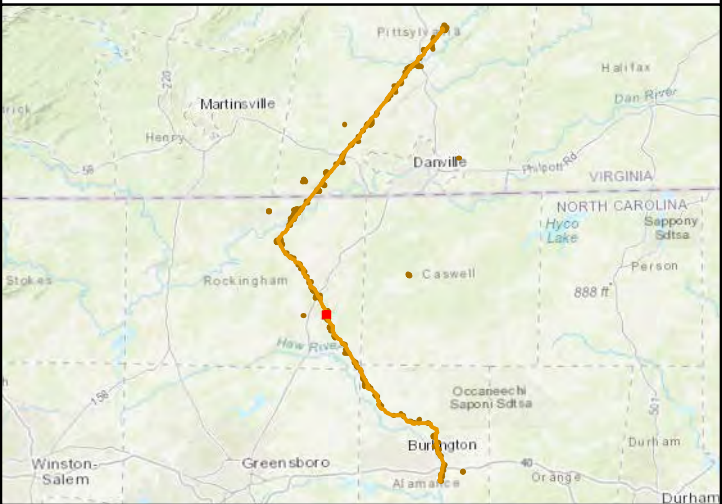 Pittsylvania
Halifax
220
Martinsville
Dan River
Henry
Danville
58
Philpott Rd
VIRGINIA
NORTH CAROLINA
Hyco
Lake
Sappony
Sdtsa
Person
Caswell
Stokes
Rockingham
888 ft
Haw River
Occaneechi
Saponi Sdtsa
158
501
Burlington
Durham
Winston-
Salem
Greensboro
40
Orange
Alamance
Durham